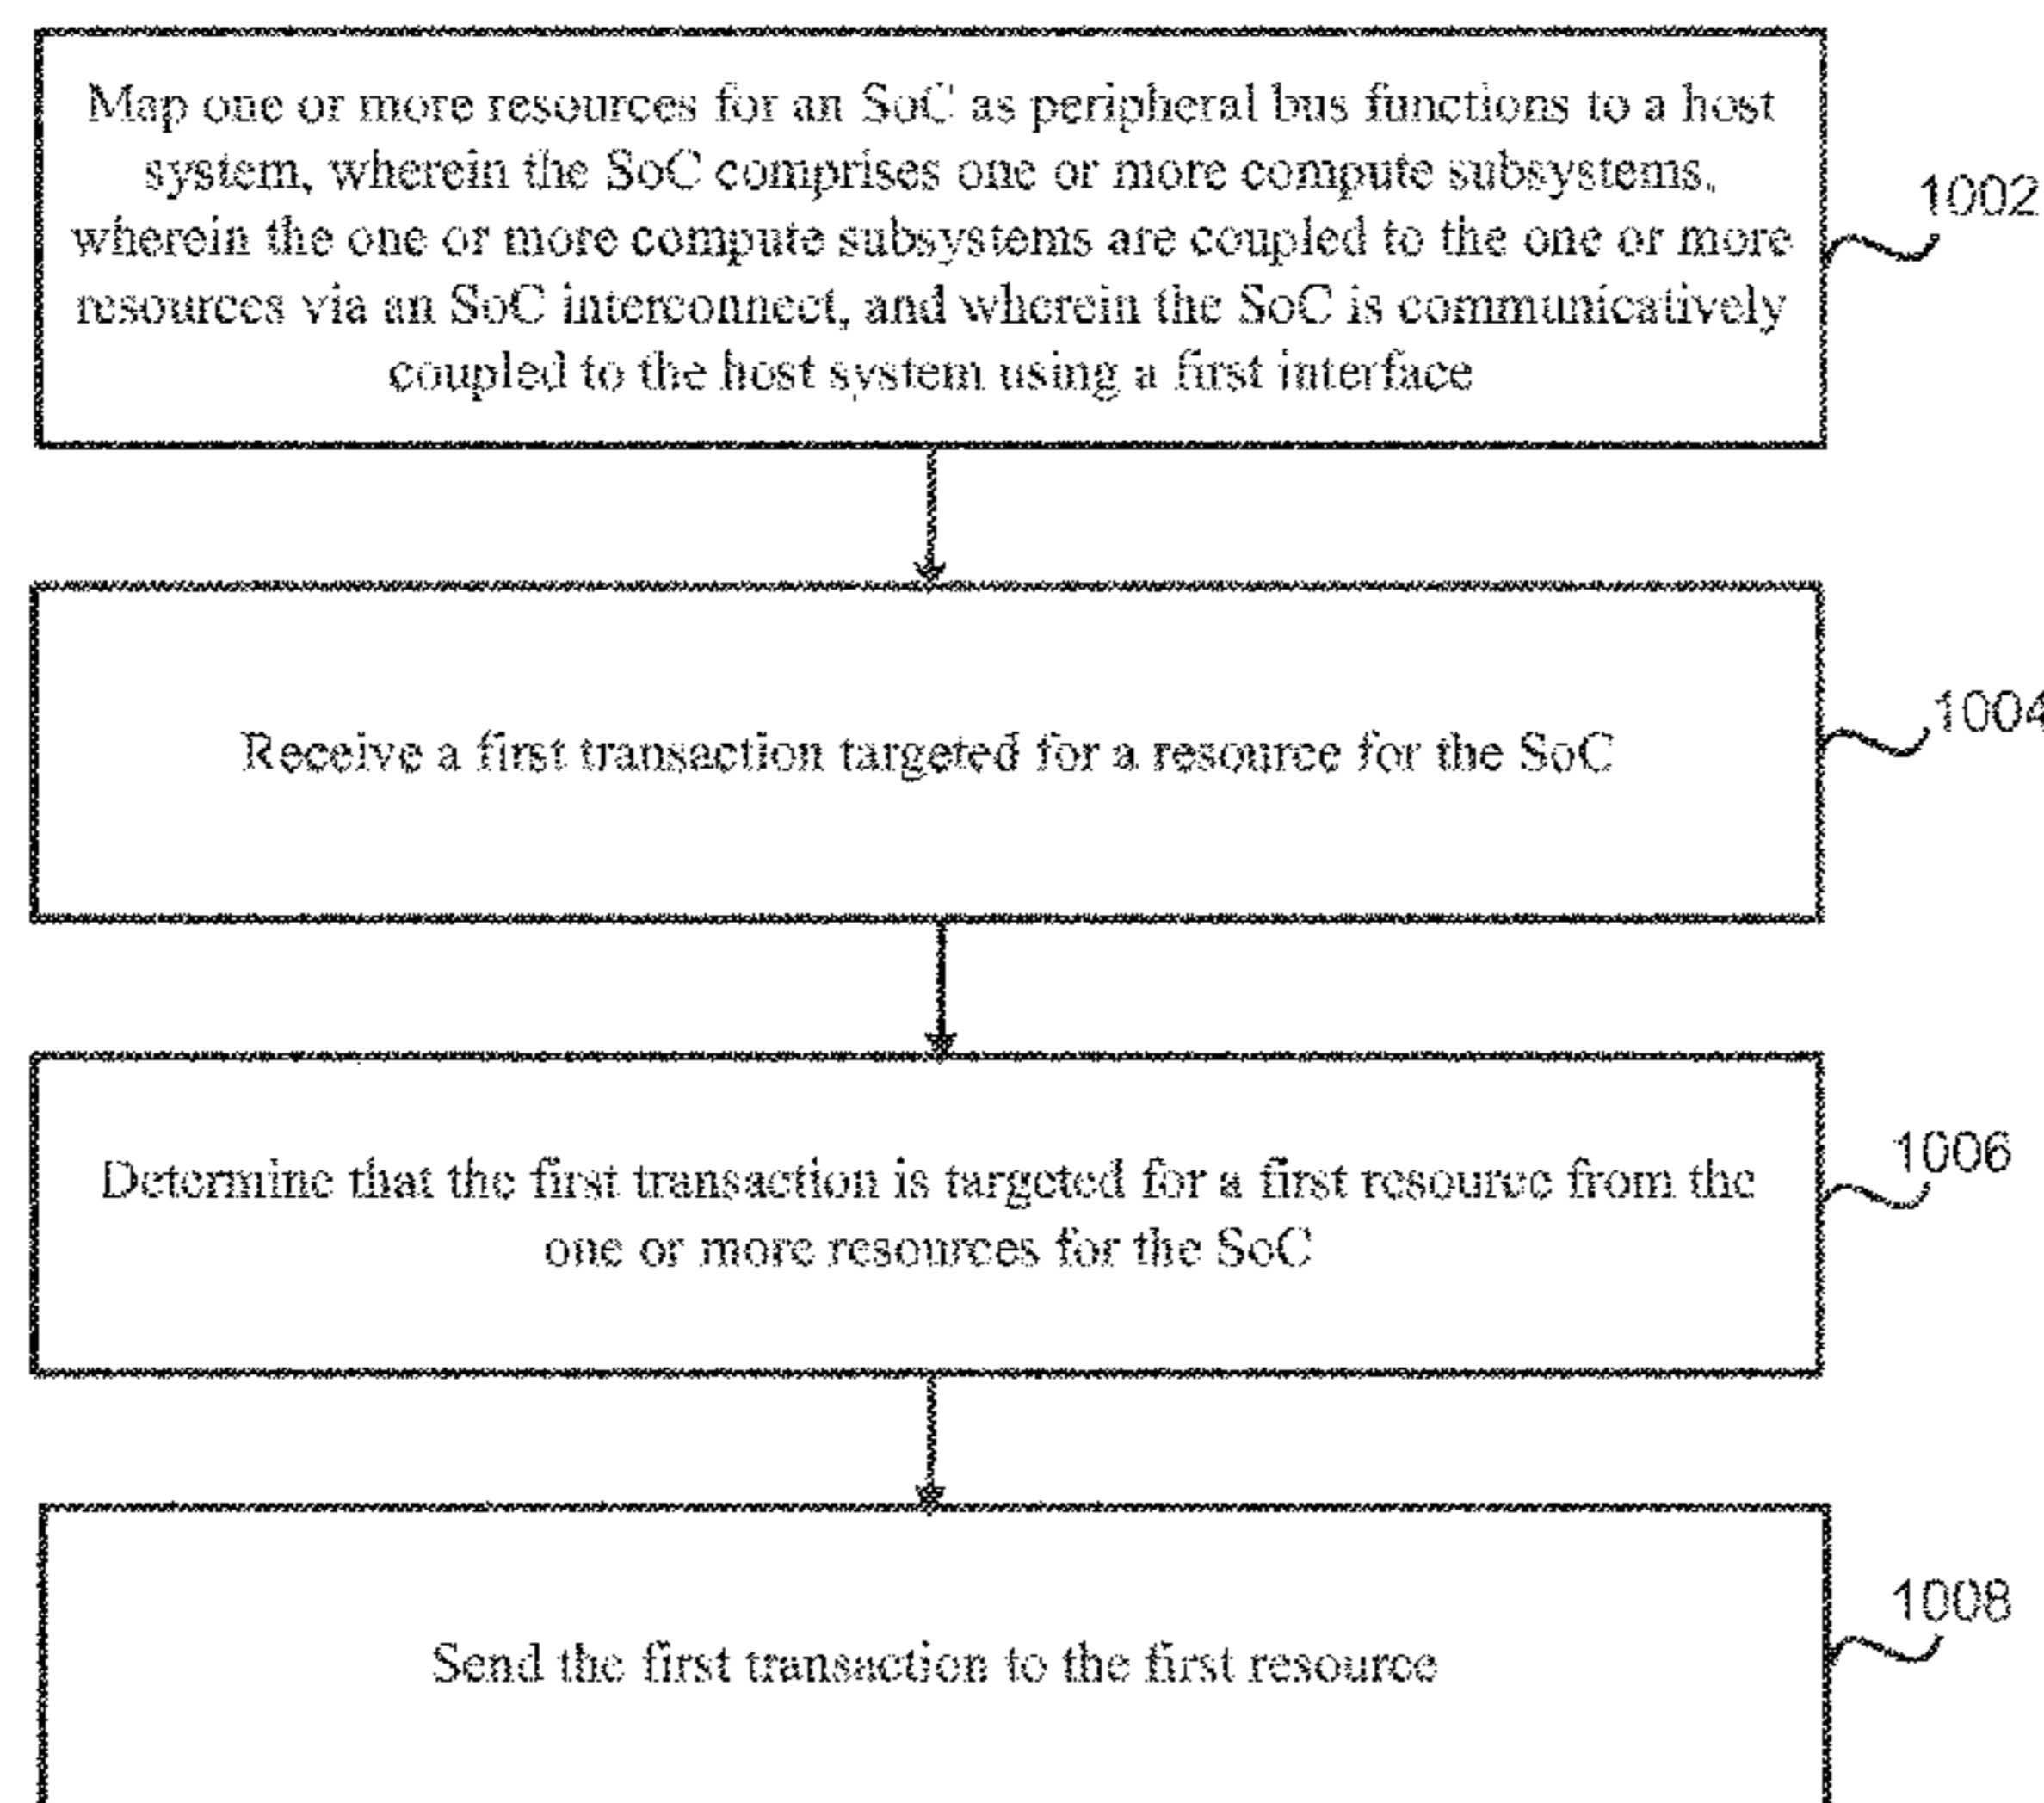 Map one or more resources for an SoC as peripheral bus functions to a host
system, wherein the SoC comprises one or more compute subsystems,
wherein the one or more compute subsystems are coupled to the one or more
resources via an SoC interconnect, and wherein the SoC is communicatively
coupled to the host system using a first interface
1002
Receive a first transaction targeted for a resource for the SoC
1004
Determine that the first transaction is targeted for a first resource from the
one or more resources for the SoC
1006
Send the first transaction to the first resource
1008